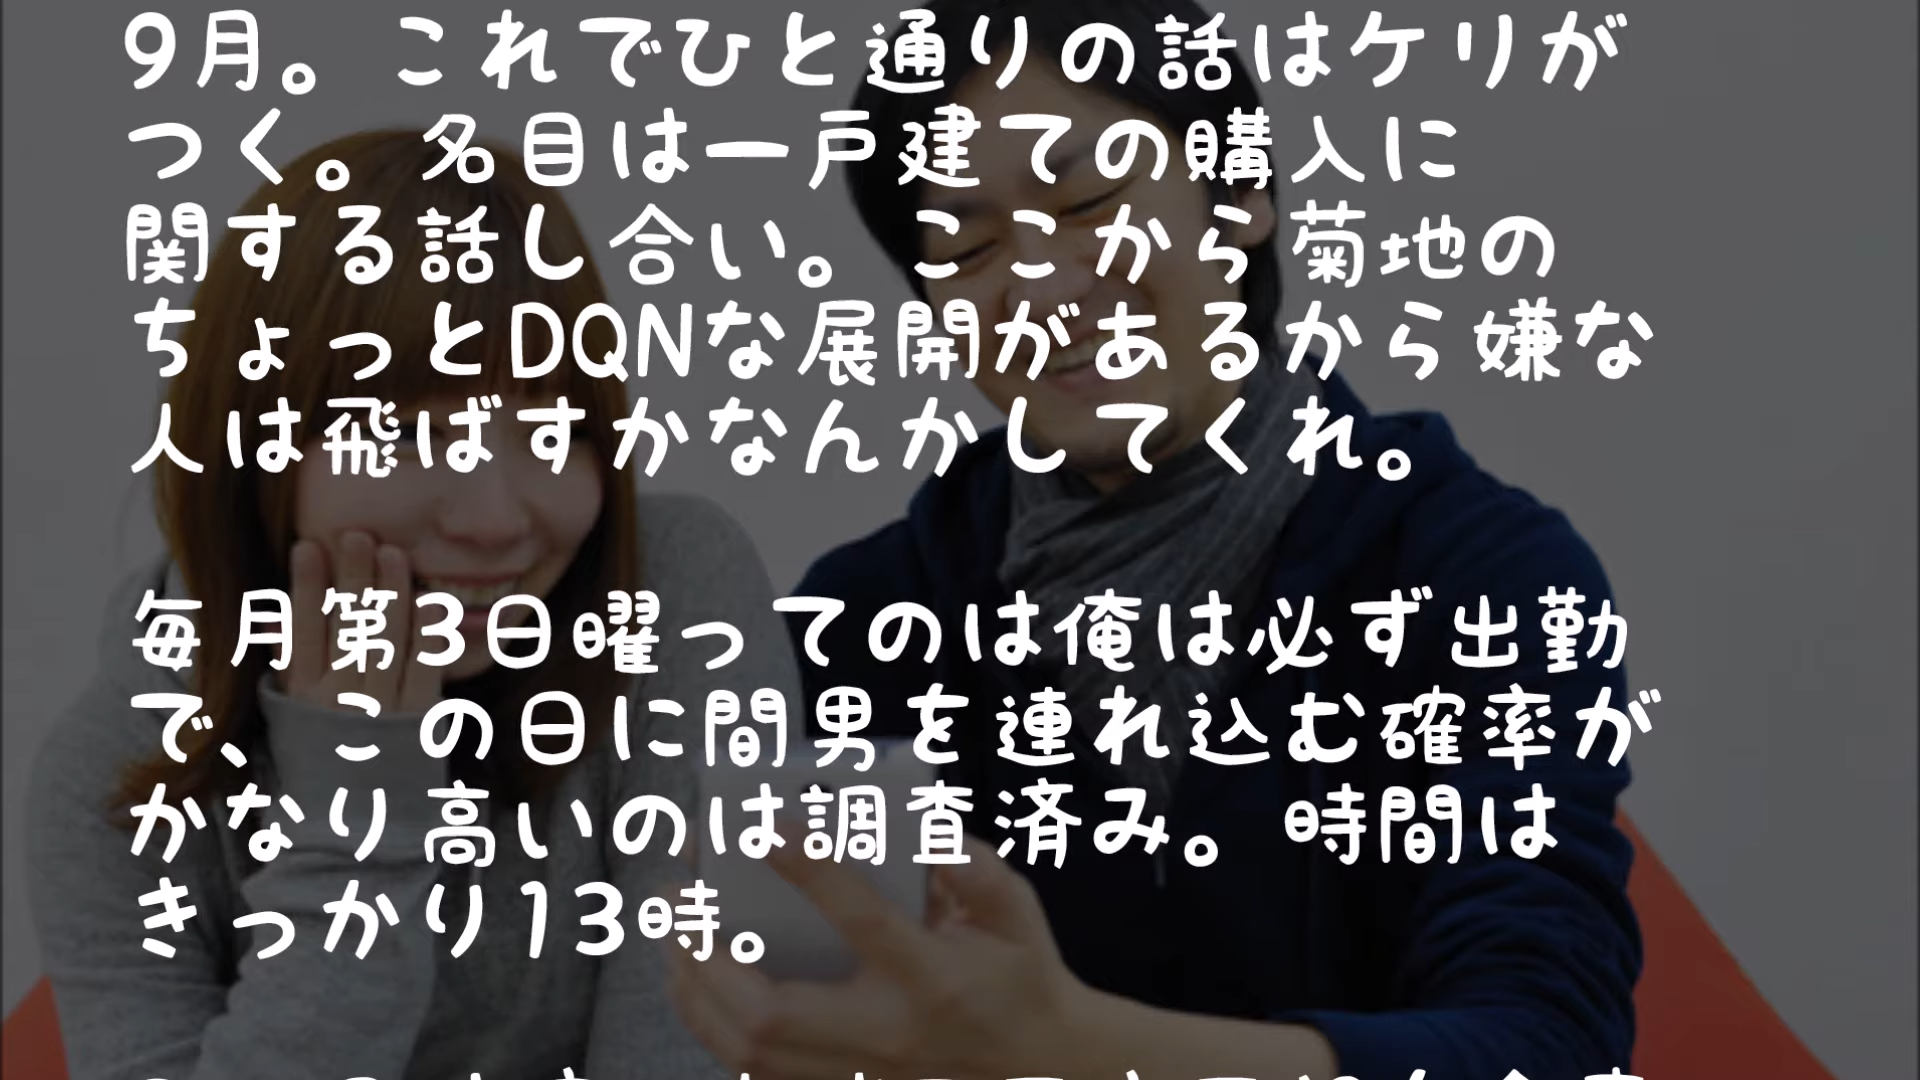 9月。これでひと通りの話はケリが
つく。名目は一戸建ての購入に
関する話し合い。ここから菊地の
ちょっとDQNな展開があるから嫌な
人は飛ばすかなんかしてくれ。
毎月第3日曜ってのは俺は必ず出勤
で、この日に間男を連れ込む確率が
かなり高いのは調査済み。時間は
きっかり13時。